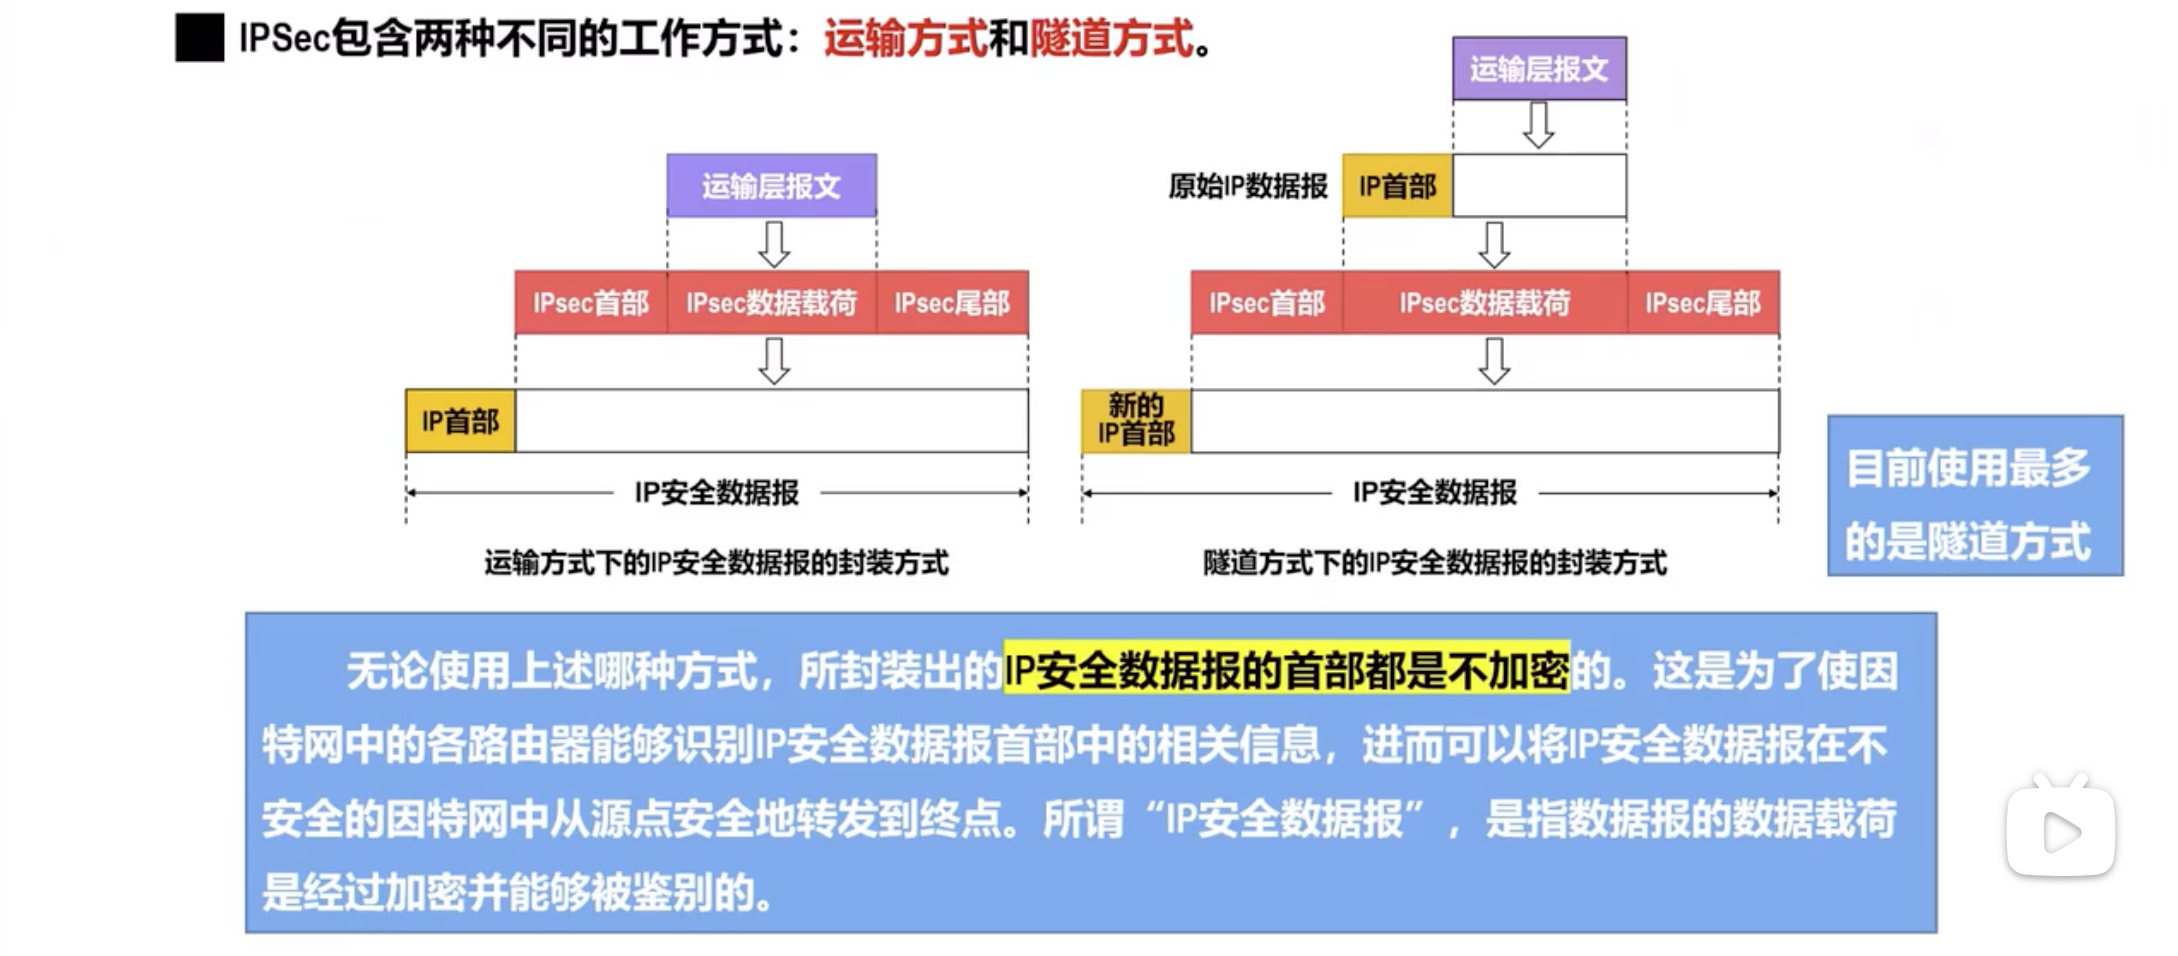 IPSec包含两种不同的工作方式：运输方式和隧道方式。
运输层报文
IPsec首部 IPsec数据载荷 IPsec尾部
IP首部
IP安全数据报
运输方式下的IP安全数据报的封装方式
运输层报文
原始IP数据报 IP首部
IPsec首部 IPsec数据载荷 IPsec尾部
新的
IP首部
IP安全数据报
隧道方式下的IP安全数据报的封装方式
目前使用最多
的是隧道方式
无论使用上述哪种方式，所封装出的IP安全数据报的首部都是不加密的。这是为了使因
特网中的各路由器能够识别IP安全数据报首部中的相关信息，进而可以将IP安全数据报在不
安全的因特网中从源点安全地转发到终点。所谓“IP安全数据报”，是指数据报的数据载荷
是经过加密并能够被鉴别的。